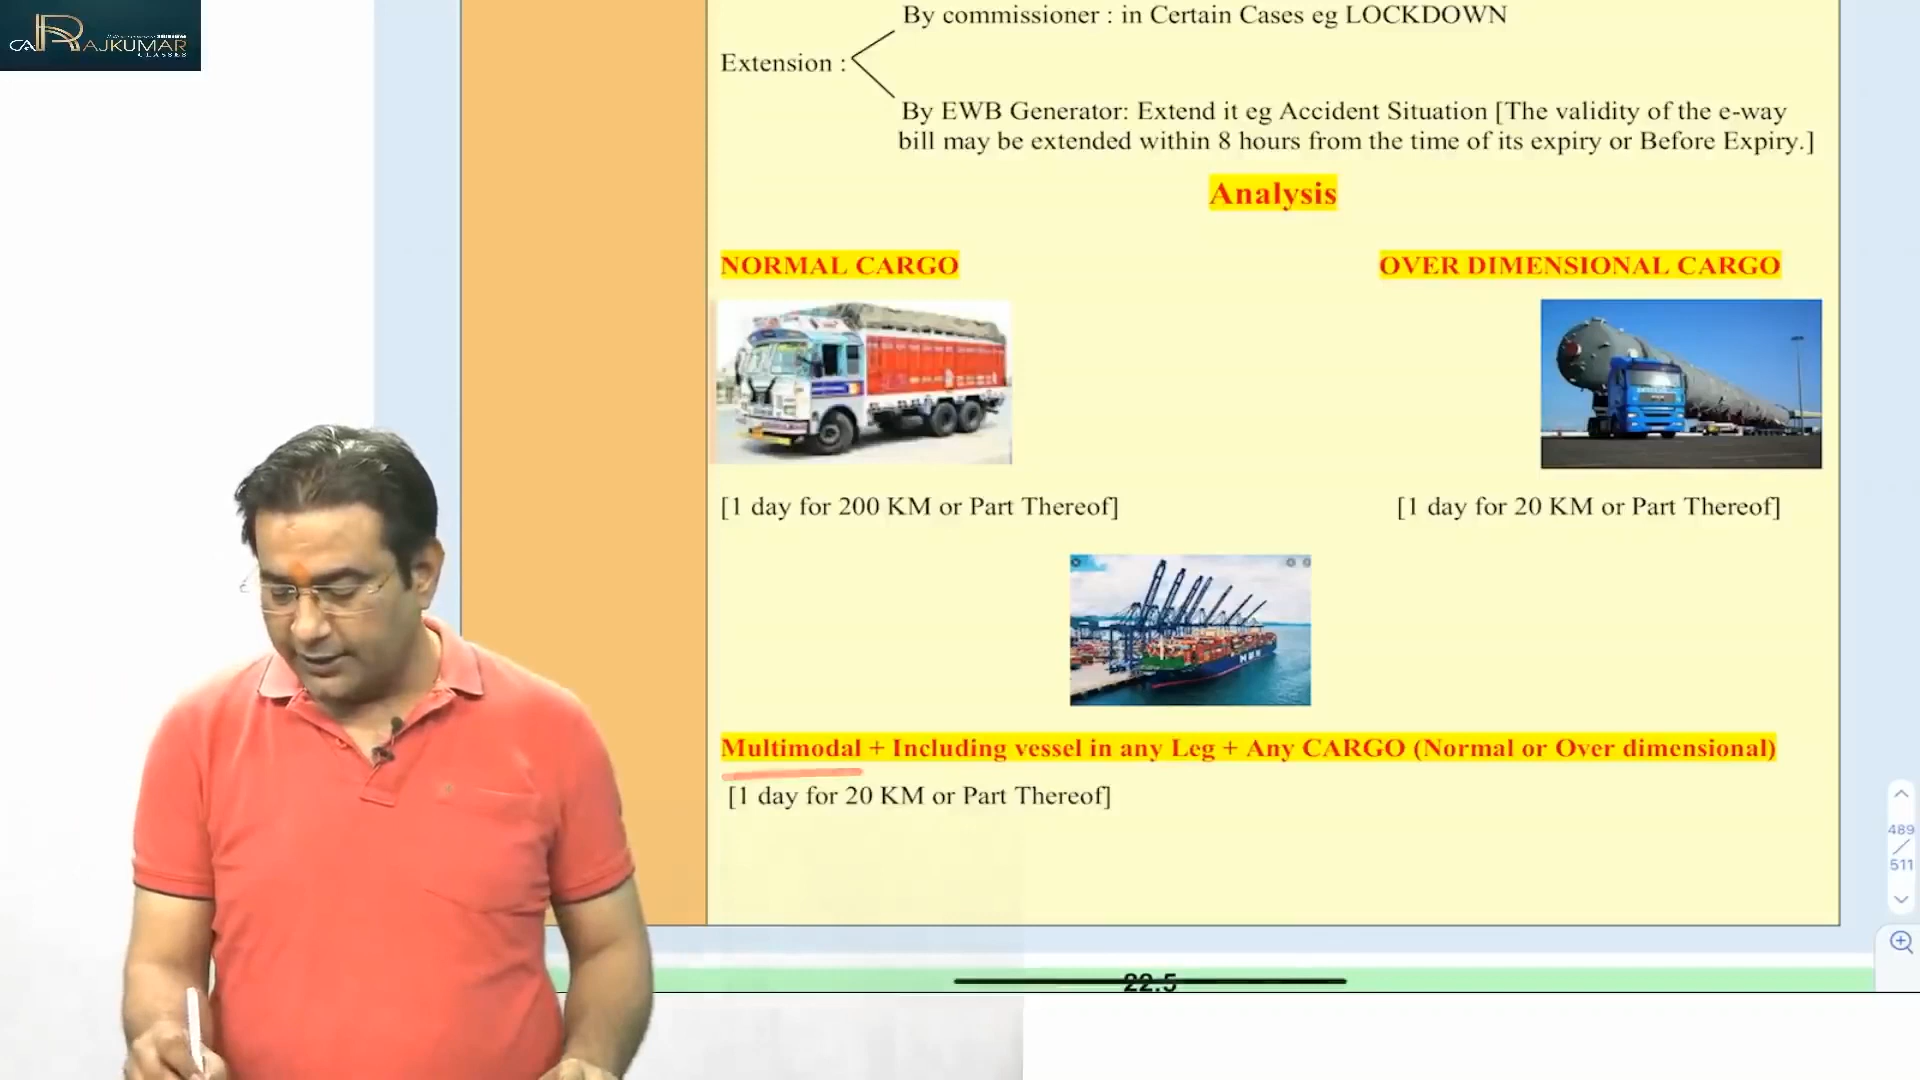 CA RAJKUMAR
CLASSES
By commissioner : in Certain Cases eg LOCKDOWN
Extension :
By EWB Generator: Extend it eg Accident Situation [The validity of the e-way
bill may be extended within 8 hours from the time of its expiry or Before Expiry.]
Analysis
NORMAL CARGO
OVER DIMENSIONAL CARGO
[1 day for 200 KM or Part Thereof]
[1 day for 20 KM or Part Thereof]
Multimodal + Including vessel in any Leg + Any CARGO (Normal or Over dimensional)
[1 day for 20 KM or Part Thereof]
489
/
511
22.5